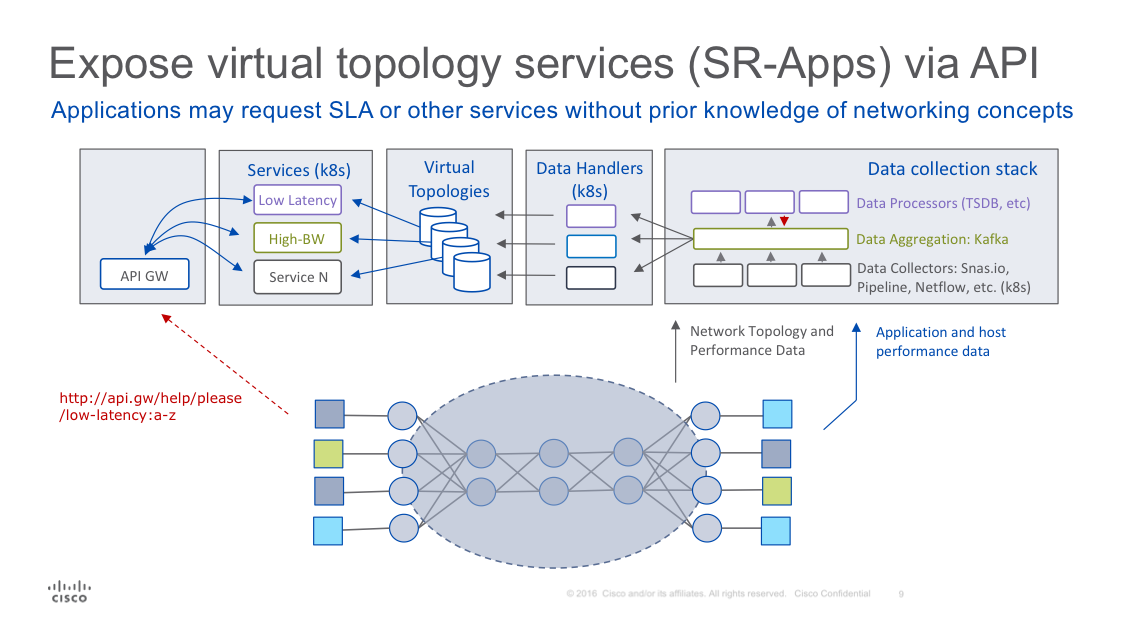 Expose virtual topology services (SR-Apps) via API
Applications may request SLA or other services without prior knowledge of networking concepts
API GW
Services (k8s)
Low Latency
High-BW
Service N
Virtual
Topologies
Data Handlers
(k8s)
Data collection stack
Data Processors (TSDB, etc)
Data Aggregation: Kafka
Data Collectors: Snas.io,
Pipeline, Netflow, etc. (k8s)
Network Topology and
Performance Data
Application and host
performance data
http://api.gw/help/please
/low-latency:a-z
CISCO
© 2016 Cisco and/or its affiliates. All rights reserved. Cisco Confidential
9